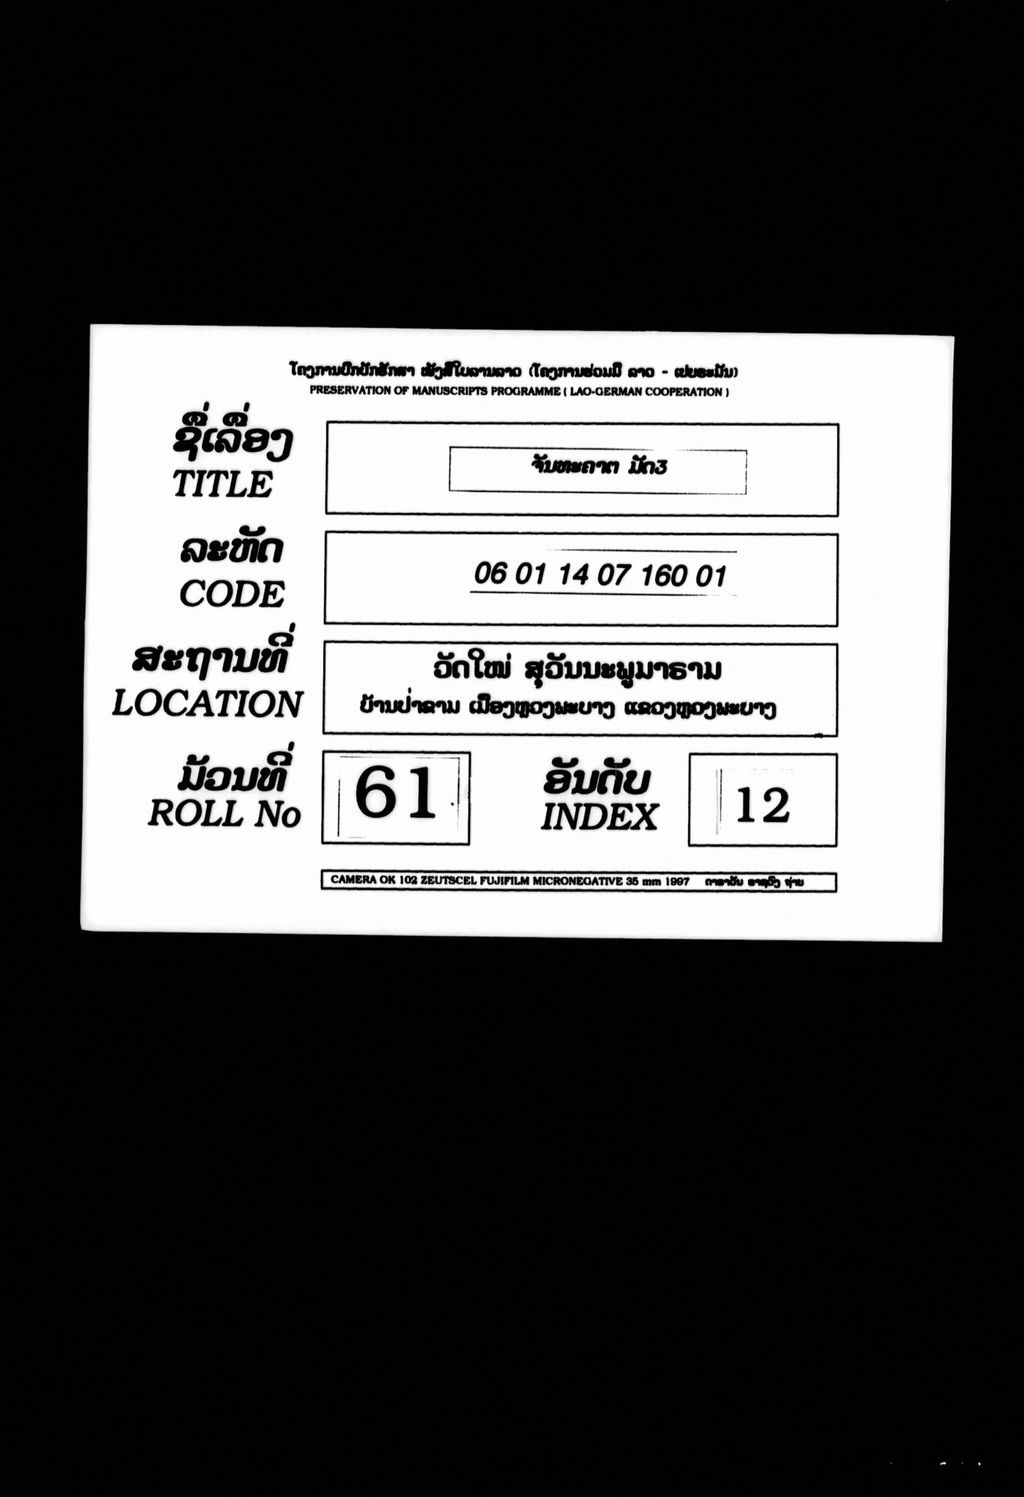 ໂຄງການປົກປັກຮັກສາ ໜັງສືໃບລານລາວ (ໂຄງການຮ່ວມມື ລາວ - ເຢຍຣະມັນ)
PRESERVATION OF MANUSCRIPTS PROGRAMME ( LAO-GERMAN COOPERATION )
ຊື່ເລື່ອງ
TITLE
ຈັນທະຄາຕ ມັດ3
ລະຫັດ
CODE
06 01 14 07 160 01
ສະຖານທີ່
LOCATION
ວັດໃໝ່ ສຸວັນນະພູມາຣາມ
ບ້ານປ່າຂາມ ເມືອງຫຼວງພະບາງ ແຂວງຫຼວງພະບາງ
ມ້ວນທີ່
ROLL No
61
ອັນດັບ
INDEX
12
CAMERA OK 102 ZEUTSCEL FUJIFILM MICRONEGATIVE 35 mm 1997 ຖ່າຍ